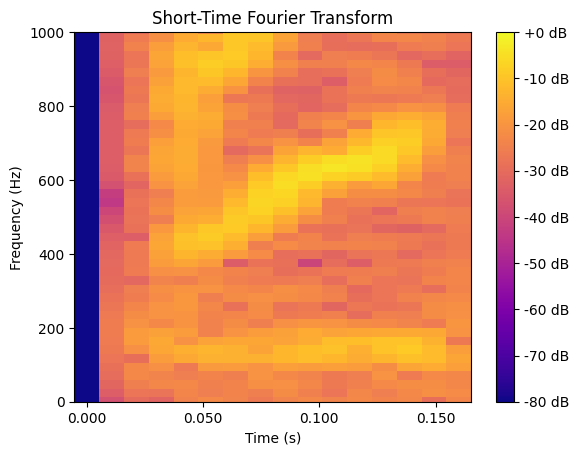 Short-Time Fourier Transform
1000
800
600
400
200
0
Frequency (Hz)
0.000
0.050
0.100
0.150
Time (s)
+0 dB
-10 dB
-20 dB
-30 dB
-40 dB
-50 dB
-60 dB
-70 dB
-80 dB